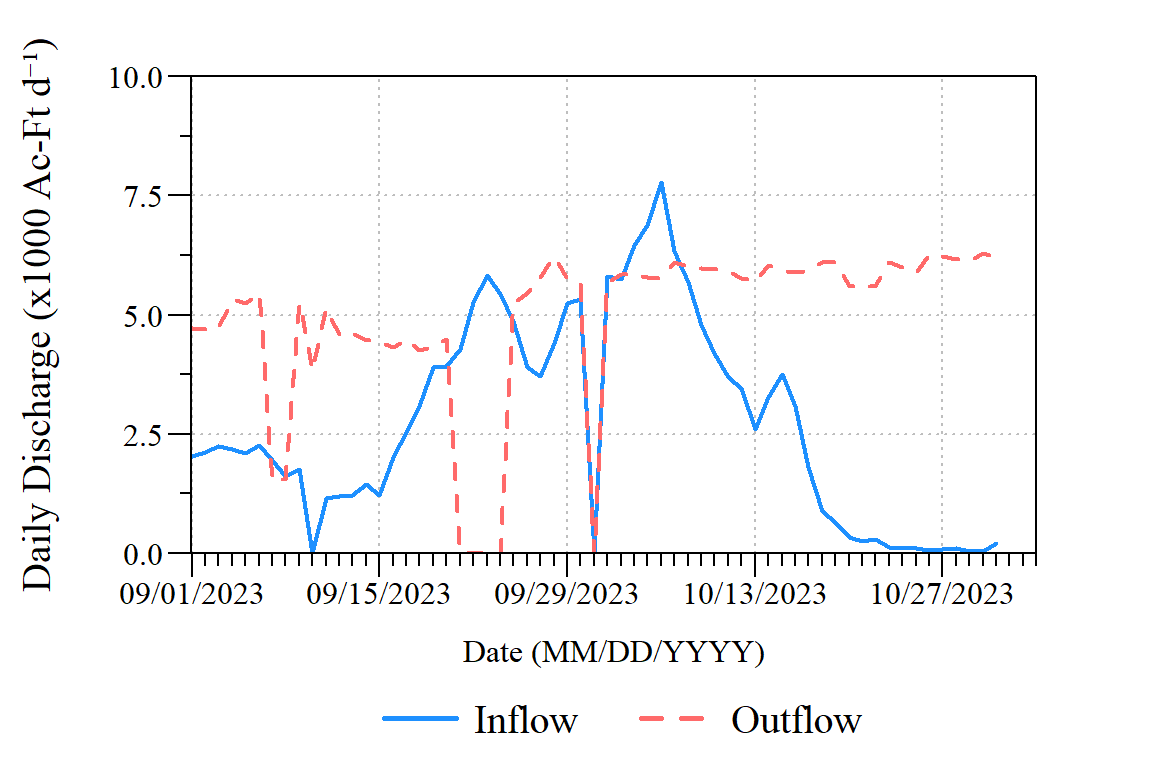 Daily Discharge (x1000 Ac-Ft d⁻¹)
10.0
7.5
5.0
2.5
0.0
09/01/2023 09/15/2023 09/29/2023 10/13/2023 10/27/2023
Date (MM/DD/YYYY)
Inflow Outflow